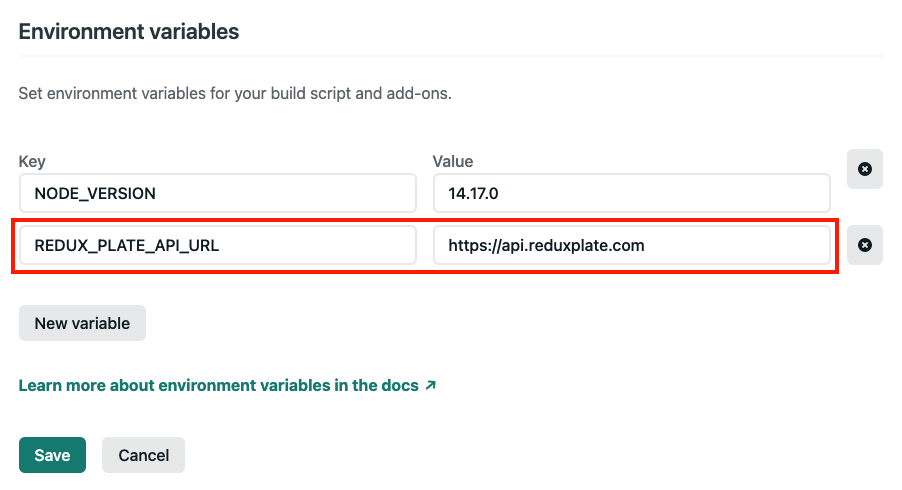 Environment variables
Set environment variables for your build script and add-ons.
Key Value
NODE_VERSION 14.17.0
REDUX_PLATE_API_URL https://api.reduxplate.com
New variable
Learn more about environment variables in the docs ↗
Save Cancel